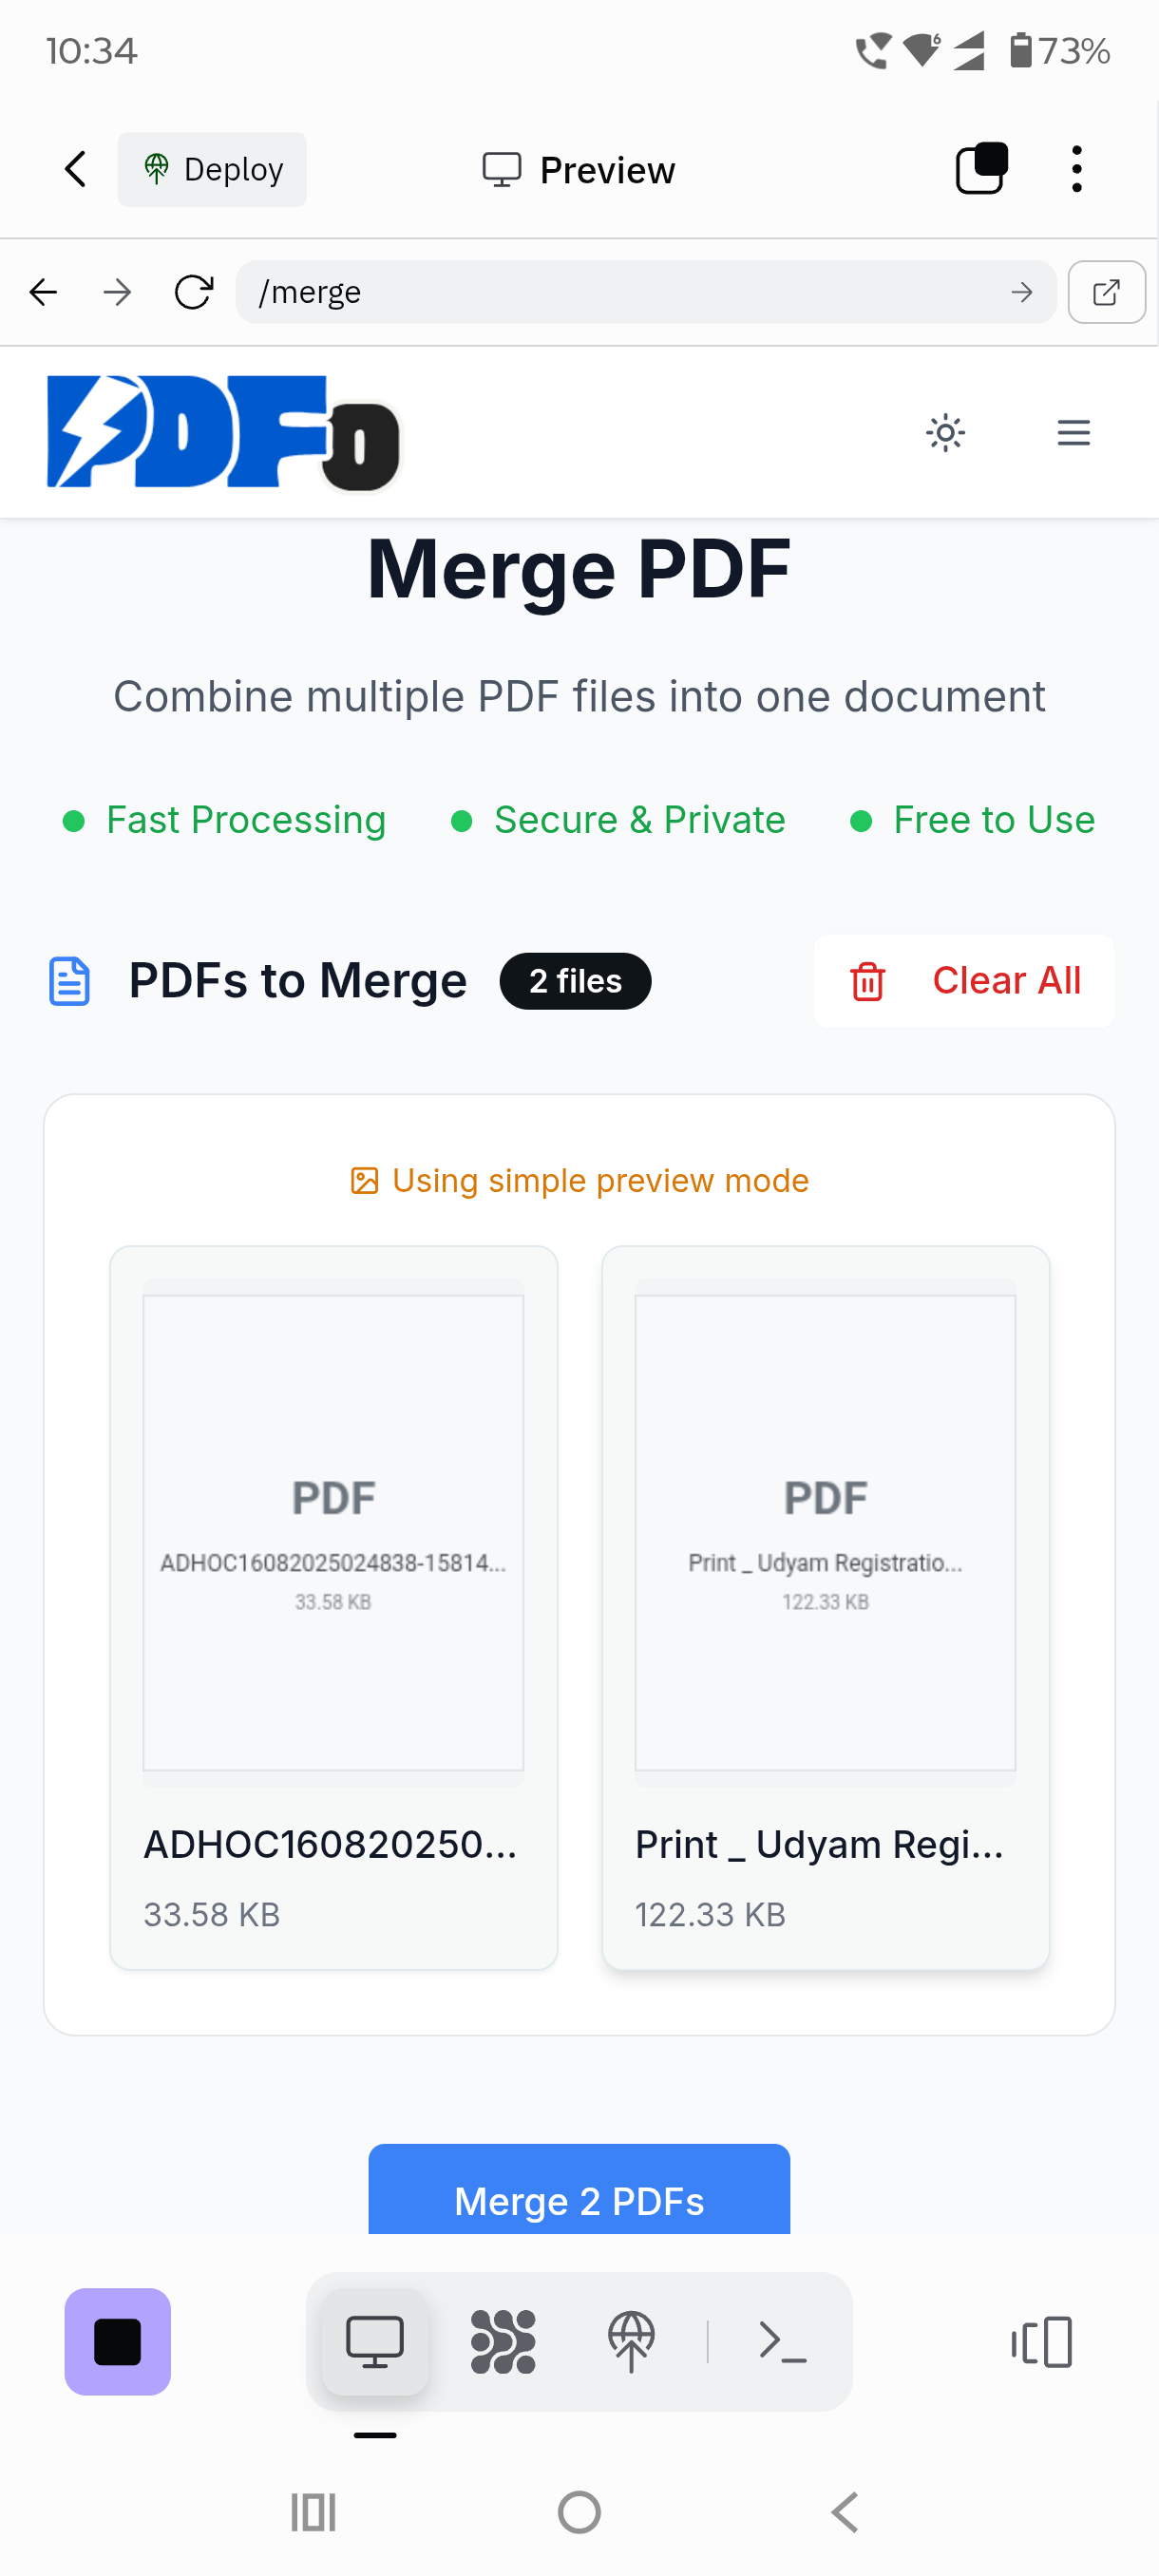 10:34
6
73%
Deploy
Preview
/merge
PDFo
Merge PDF
Combine multiple PDF files into one document
Fast Processing
Secure & Private
Free to Use
PDFs to Merge
2 files
Clear All
Using simple preview mode
PDF
ADHOC16082025024838-15814...
33.58 KB
ADHOC160820250...
33.58 KB
PDF
Print _ Udyam Registratio...
122.33 KB
Print _ Udyam Regi...
122.33 KB
Merge 2 PDFs